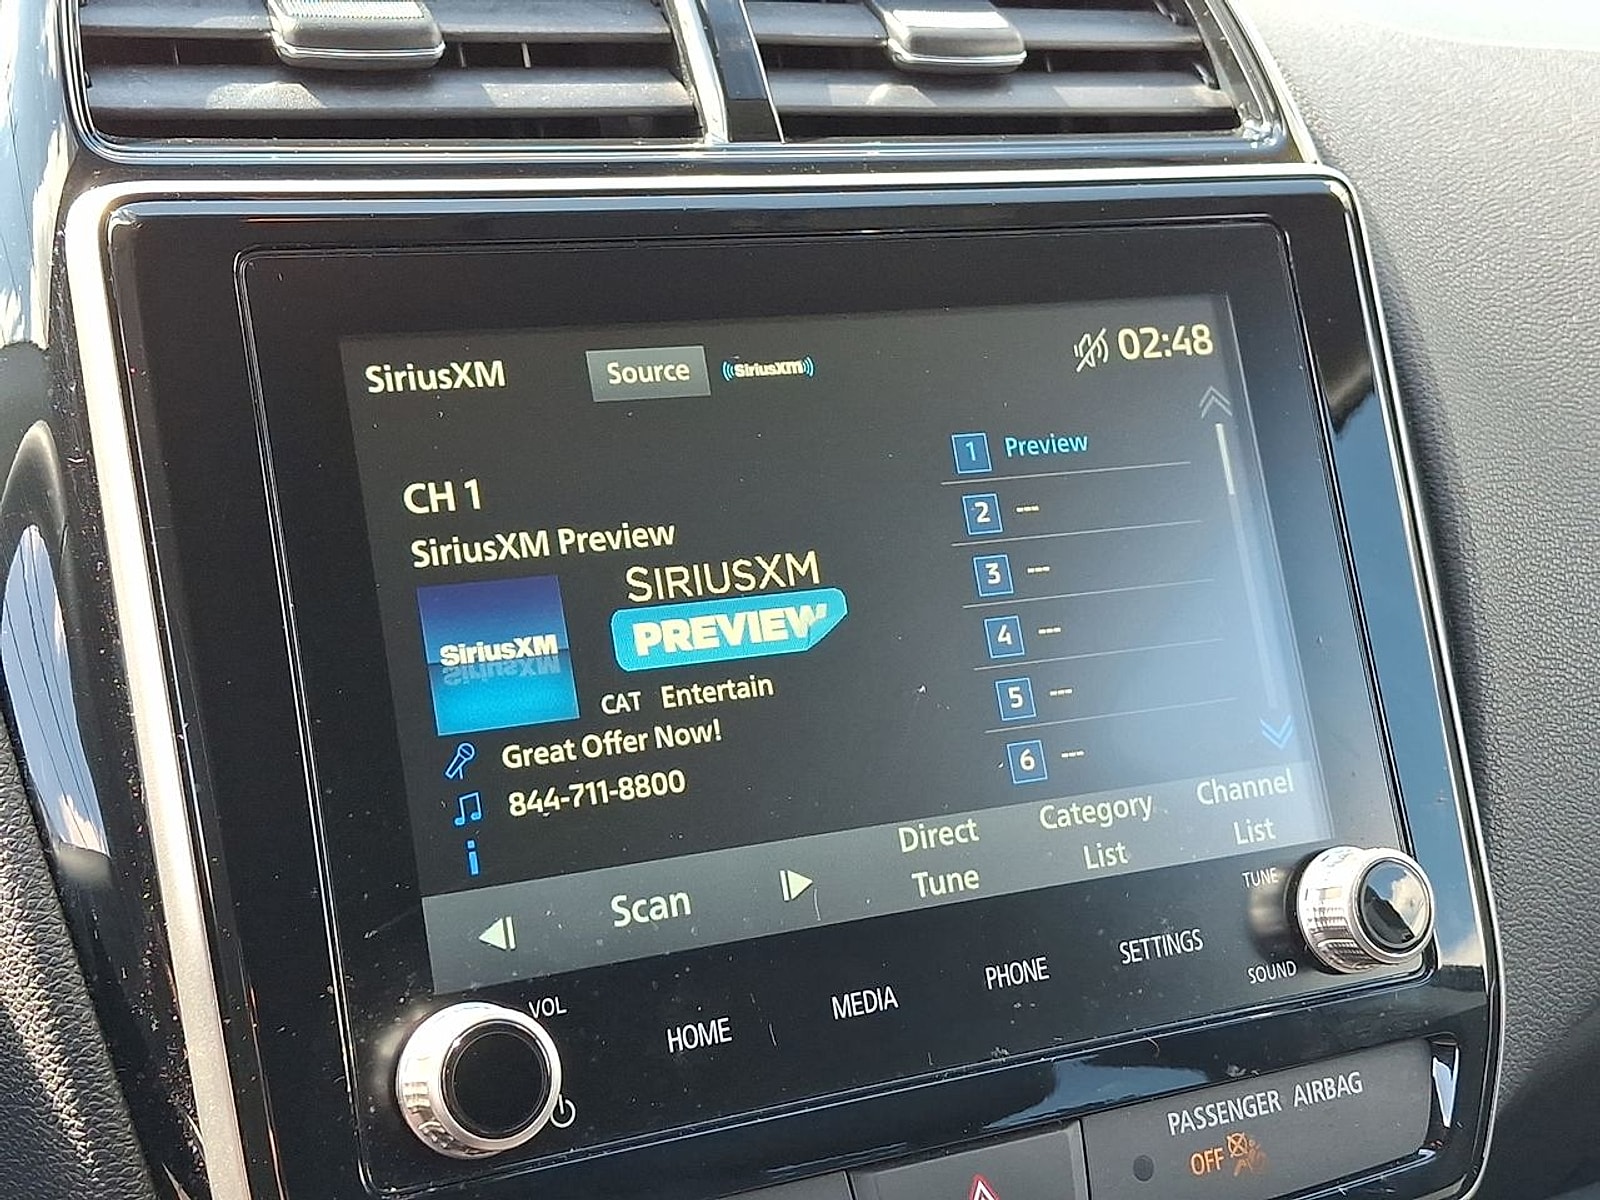 SiriusXM
Source
((SiriusXM))
02:48
CH 1
SiriusXM Preview
SiriusXM
SIRIUSXM
PREVIEW
CAT Entertain
Great Offer Now!
844-711-8800
1 Preview
2 ---
3 ---
4 ---
5 ---
6 ---
Scan
Direct
Tune
Category
List
Channel
List
VOL
HOME
MEDIA
PHONE
SETTINGS
TUNE
SOUND
PASSENGER AIRBAG
OFF